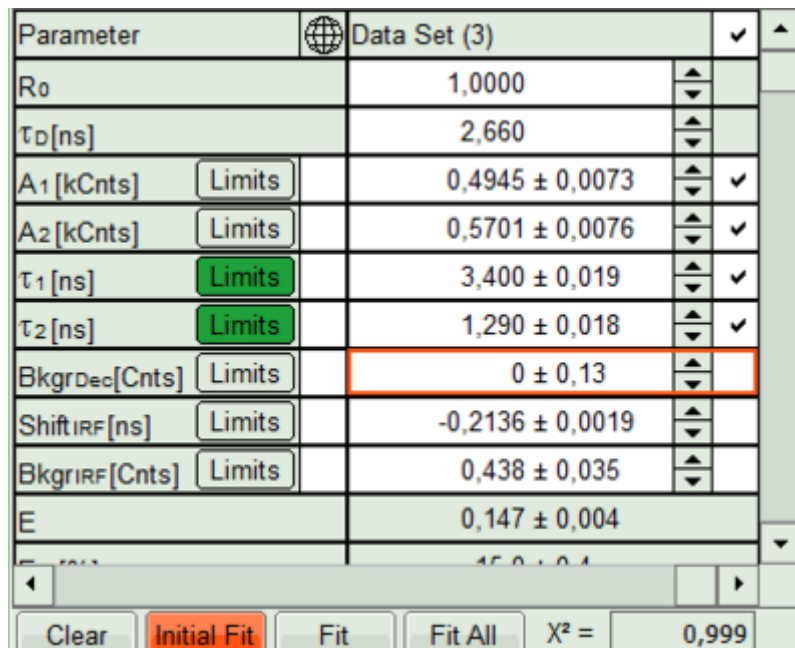 Parameter Data Set (3)
R0 1,0000
τD[ns] 2,660
A1[kCnts] Limits 0,4945 ± 0,0073
A2[kCnts] Limits 0,5701 ± 0,0076
τ1[ns] Limits 3,400 ± 0,019
τ2[ns] Limits 1,290 ± 0,018
BkgrDec[Cnts] Limits 0 ± 0,13
ShiftIRF[ns] Limits -0,2136 ± 0,0019
BkgrIRF[Cnts] Limits 0,438 ± 0,035
E 0,147 ± 0,004
Clear Initial Fit Fit Fit All X² = 0,999